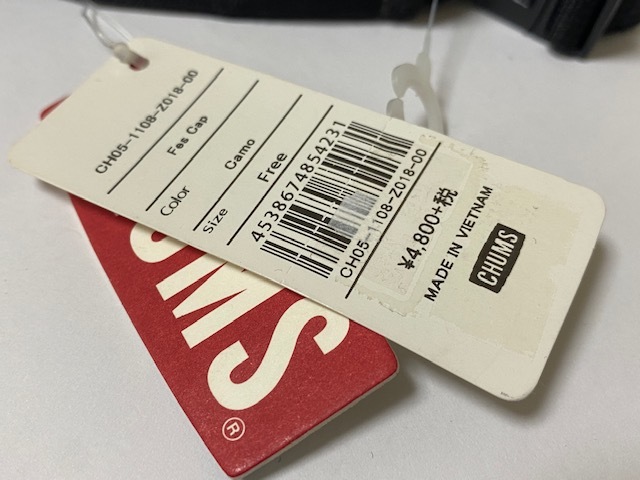 CH05-1108-Z018-00
Fes Cap
Color
Camo
Size
Free
4538674854231
CH05-1108-Z018-00
¥4,800+税
MADE IN VIETNAM
CHUMS
MS
®